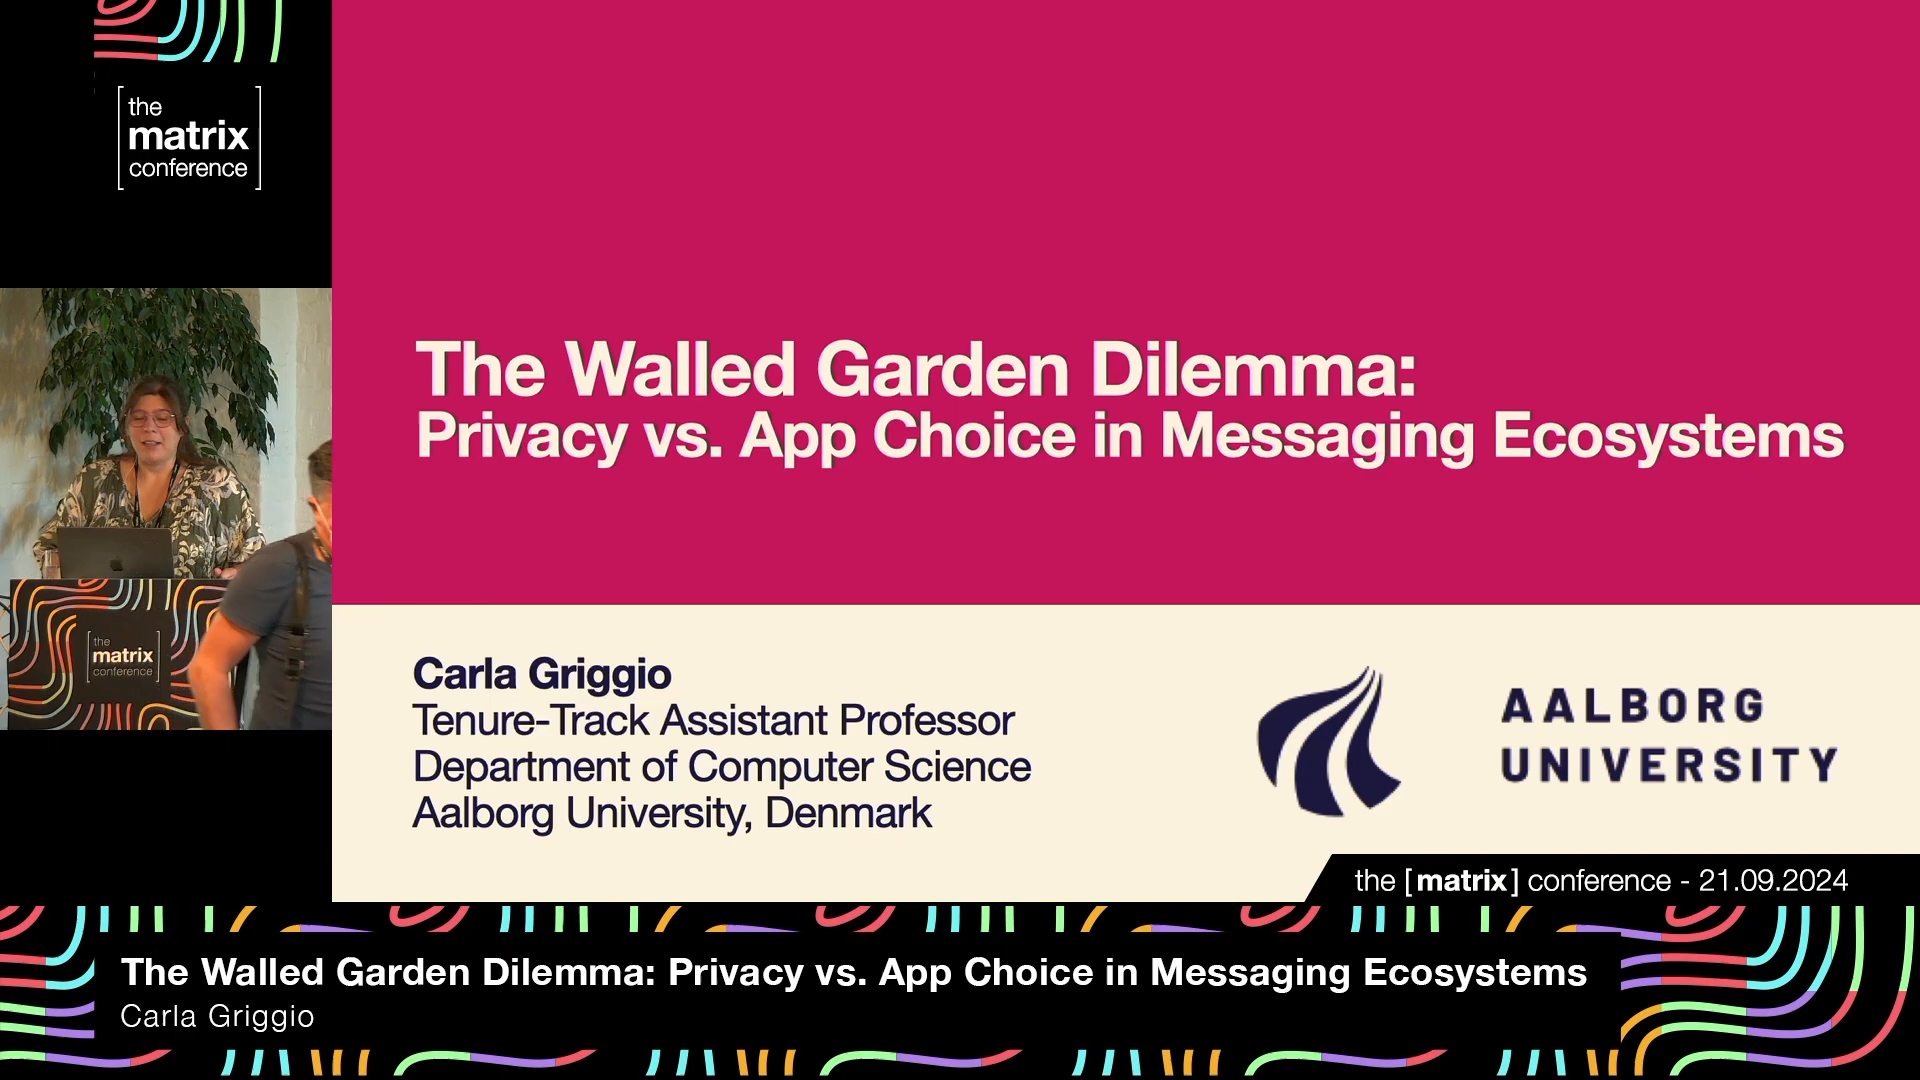 the
matrix
conference
The Walled Garden Dilemma:
Privacy vs. App Choice in Messaging Ecosystems
the
matrix
conference
Carla Griggio
Tenure-Track Assistant Professor
Department of Computer Science
Aalborg University, Denmark
AALBORG
UNIVERSITY
the [matrix] conference - 21.09.2024
The Walled Garden Dilemma: Privacy vs. App Choice in Messaging Ecosystems
Carla Griggio